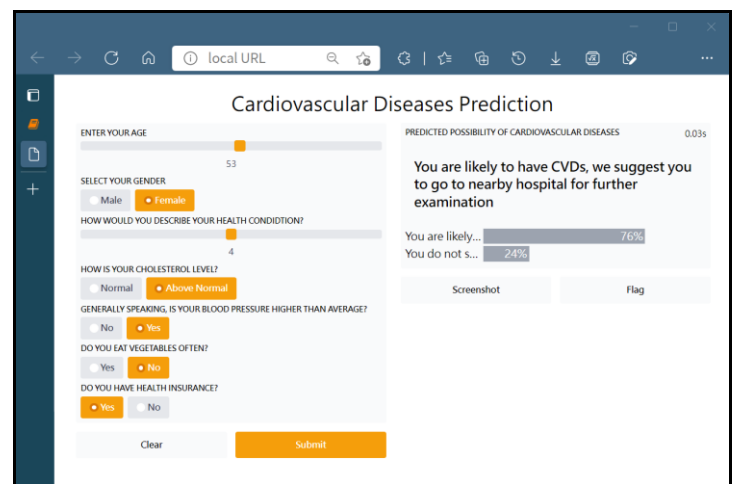 local URL
Cardiovascular Diseases Prediction
ENTER YOUR AGE
53
SELECT YOUR GENDER
Male Female
HOW WOULD YOU DESCRIBE YOUR HEALTH CONDIDTION?
4
HOW IS YOUR CHOLESTEROL LEVEL?
Normal Above Normal
GENERALLY SPEAKING, IS YOUR BLOOD PRESSURE HIGHER THAN AVERAGE?
No Yes
DO YOU EAT VEGETABLES OFTEN?
Yes No
DO YOU HAVE HEALTH INSURANCE?
Yes No
Clear Submit
PREDICTED POSSIBILITY OF CARDIOVASCULAR DISEASES 0.03s
You are likely to have CVDs, we suggest you
to go to nearby hospital for further
examination
You are likely... 76%
You do not s... 24%
Screenshot Flag